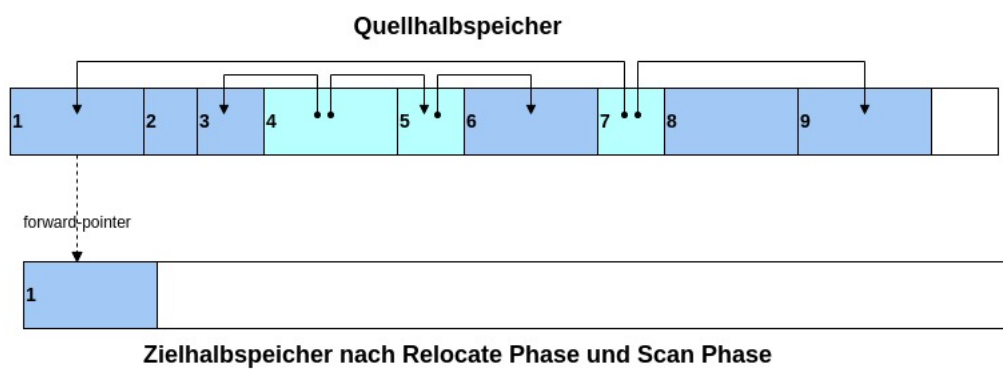 Quellhalbspeicher
1 2 3 4 5 6 7 8 9
forward-pointer
1
Zielhalbspeicher nach Relocate Phase und Scan Phase